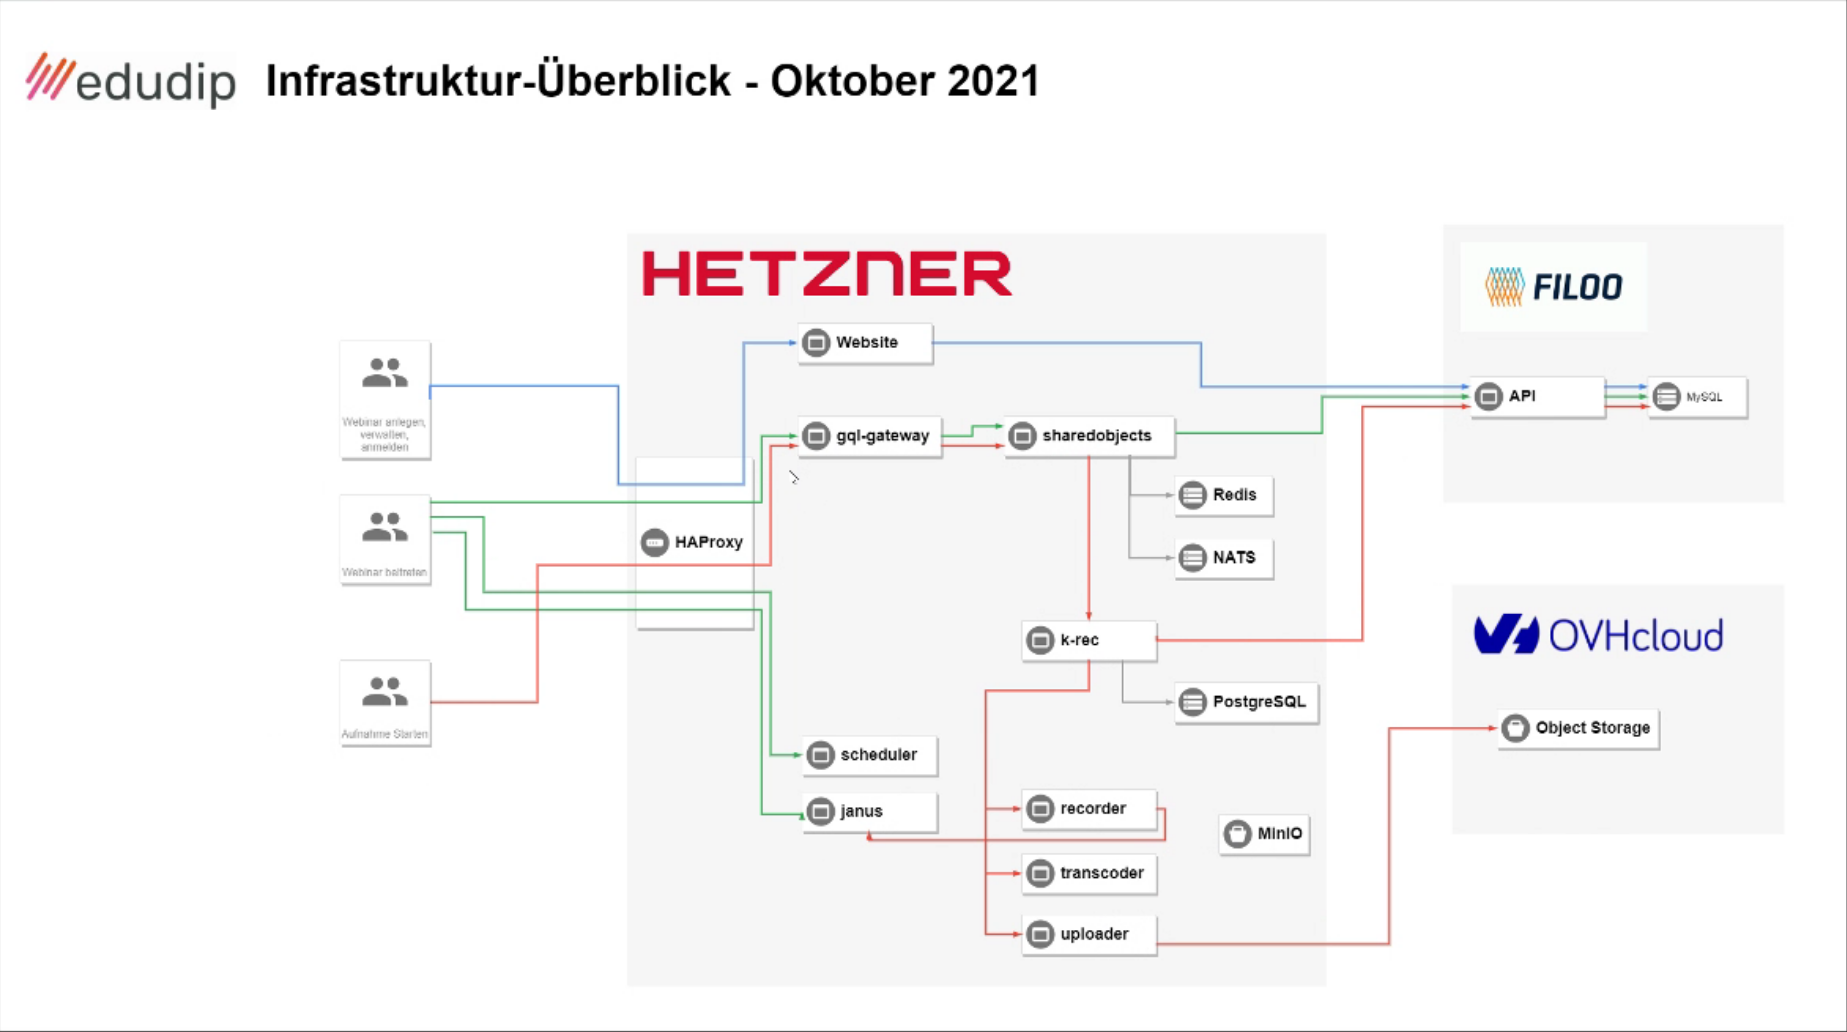 edudip
Infrastruktur-Überblick - Oktober 2021
HETZNER
FILOO
Website
Webinar anlegen,
verwalten,
anmelden
API
MySQL
gql-gateway
sharedobjects
Redis
HAProxy
NATS
Webinar beitreten
OVHcloud
k-rec
PostgreSQL
Aufnahme Starten
Object Storage
scheduler
recorder
janus
MinIO
transcoder
uploader